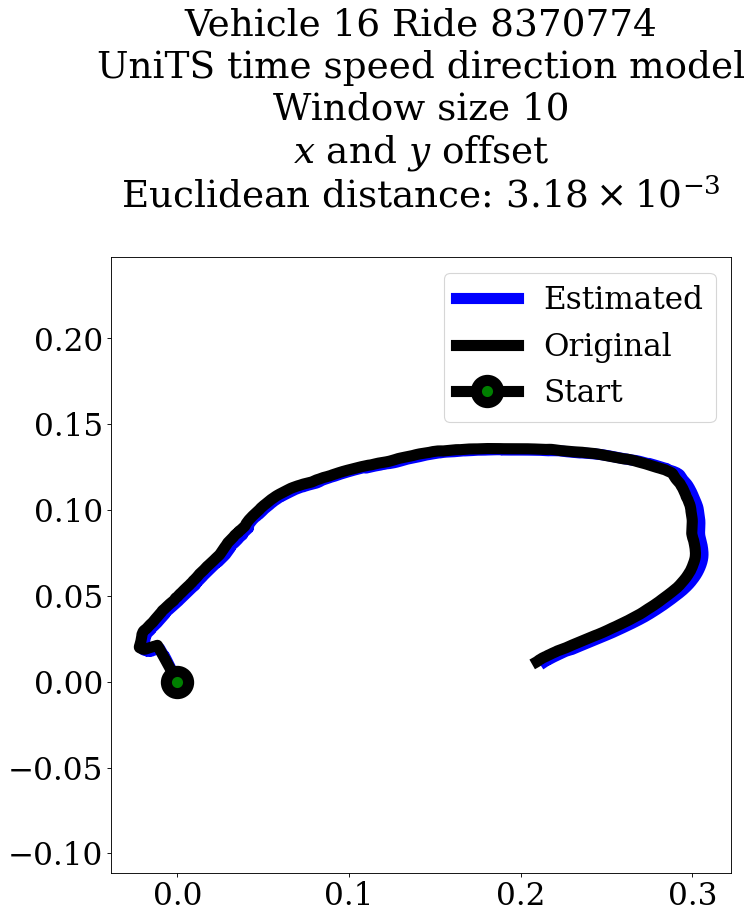 Vehicle 16 Ride 8370774
UniTS time speed direction model
Window size 10
x and y offset
Euclidean distance: 3.18 × 10⁻³
Estimated
Original
Start
0.20
0.15
0.10
0.05
0.00
−0.05
−0.10
0.0 0.1 0.2 0.3